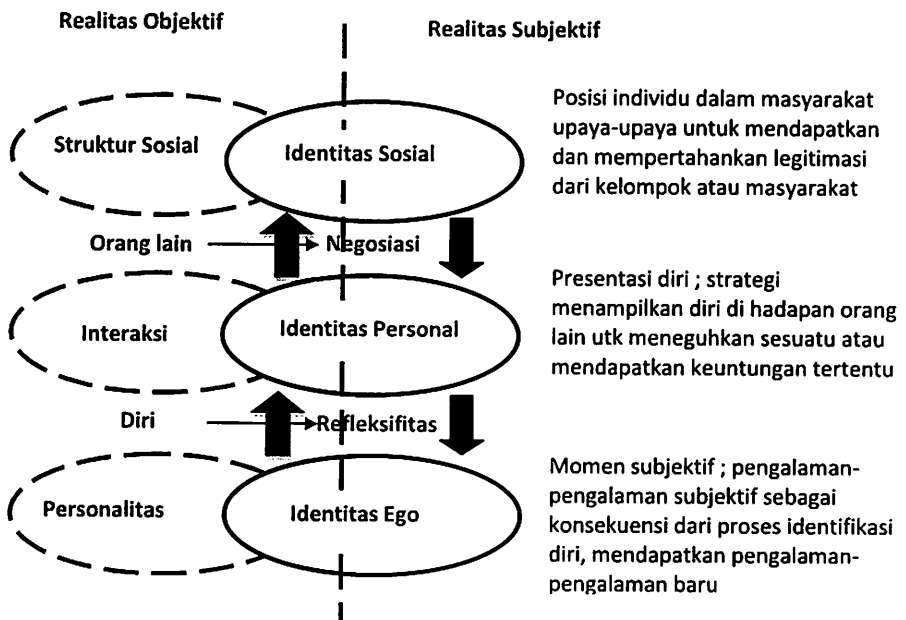 Realitas Objektif
Realitas Subjektif
Struktur Sosial
Identitas Sosial
Posisi individu dalam masyarakat
upaya-upaya untuk mendapatkan
dan mempertahankan legitimasi
dari kelompok atau masyarakat
Orang lain
Negosiasi
Interaksi
Identitas Personal
Presentasi diri ; strategi
menampilkan diri di hadapan orang
lain utk meneguhkan sesuatu atau
mendapatkan keuntungan tertentu
Diri
Refleksifitas
Personalitas
Identitas Ego
Momen subjektif ; pengalaman-
pengalaman subjektif sebagai
konsekuensi dari proses identifikasi
diri, mendapatkan pengalaman-
pengalaman baru